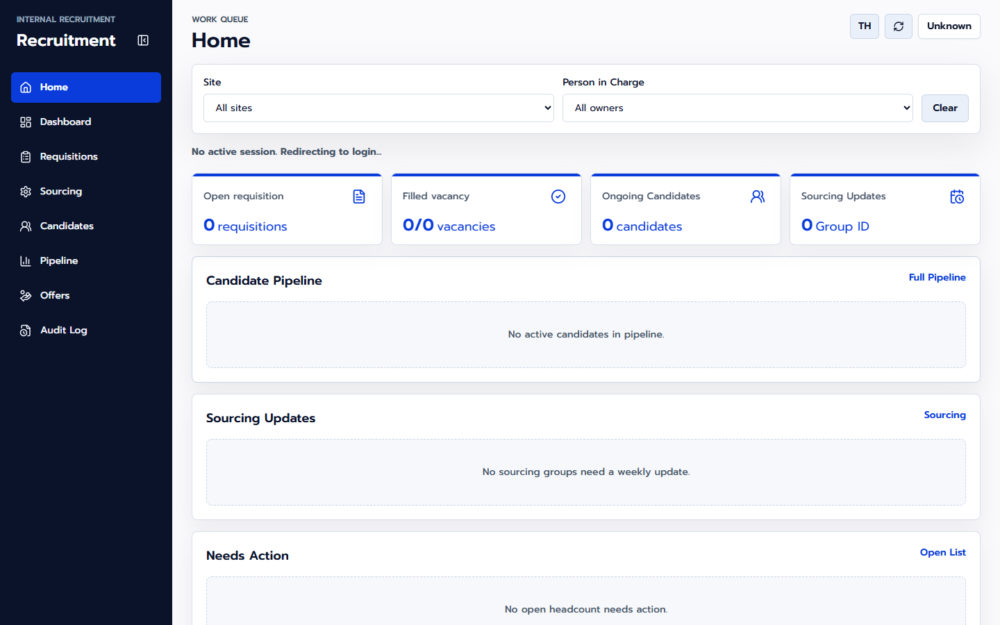 INTERNAL RECRUITMENT
Recruitment
Home
Dashboard
Requisitions
Sourcing
Candidates
Pipeline
Offers
Audit Log
WORK QUEUE
Home
TH
Unknown
Site
Person in Charge
All sites
All owners
Clear
No active session. Redirecting to login...
Open requisition
0 requisitions
Filled vacancy
0/0 vacancies
Ongoing Candidates
0 candidates
Sourcing Updates
0 Group ID
Candidate Pipeline
Full Pipeline
No active candidates in pipeline.
Sourcing Updates
Sourcing
No sourcing groups need a weekly update.
Needs Action
Open List
No open headcount needs action.